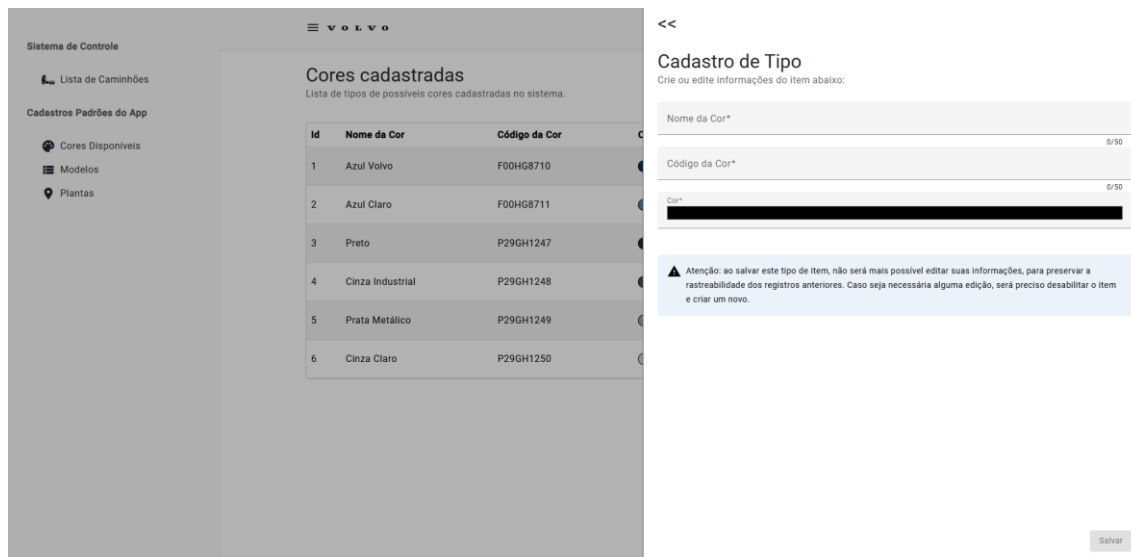 Sistema de Controle
Lista de Caminhões
Cadastros Padrões do App
Cores Disponíveis
Modelos
Plantas
VOLVO
Cores cadastradas
Lista de tipos de possíveis cores cadastradas no sistema.
Id Nome da Cor Código da Cor C
1 Azul Volvo F00HG8710
2 Azul Claro F00HG8711
3 Preto P29GH1247
4 Cinza Industrial P29GH1248
5 Prata Metálico P29GH1249
6 Cinza Claro P29GH1250
<<
Cadastro de Tipo
Crie ou edite informações do item abaixo:
Nome da Cor*
0/50
Código da Cor*
0/50
Cor*
Atenção: ao salvar este tipo de item, não será mais possível editar suas informações, para preservar a
rastreabilidade dos registros anteriores. Caso seja necessária alguma edição, será preciso desabilitar o item
e criar um novo.
Salvar